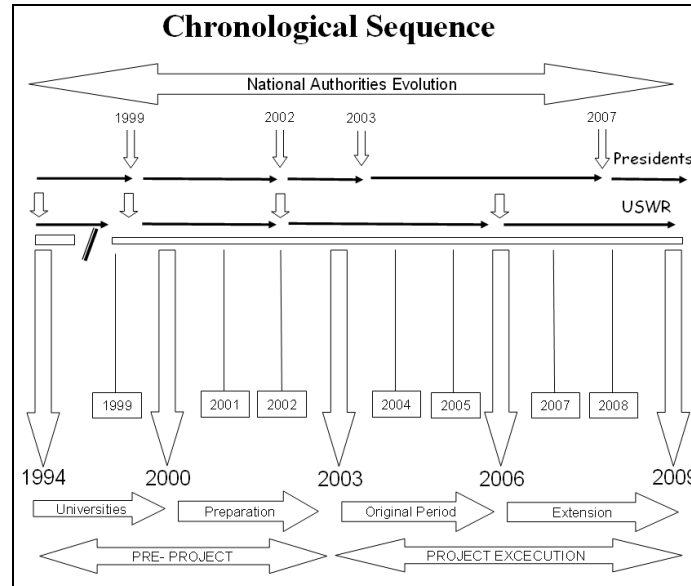 Chronological Sequence
National Authorities Evolution
1999 2002 2003 2007
Presidents
USWR
1999 2001 2002 2004 2005 2007 2008
1994 2000 2003 2006 2009
Universities Preparation Original Period Extension
PRE- PROJECT PROJECT EXCECUTION